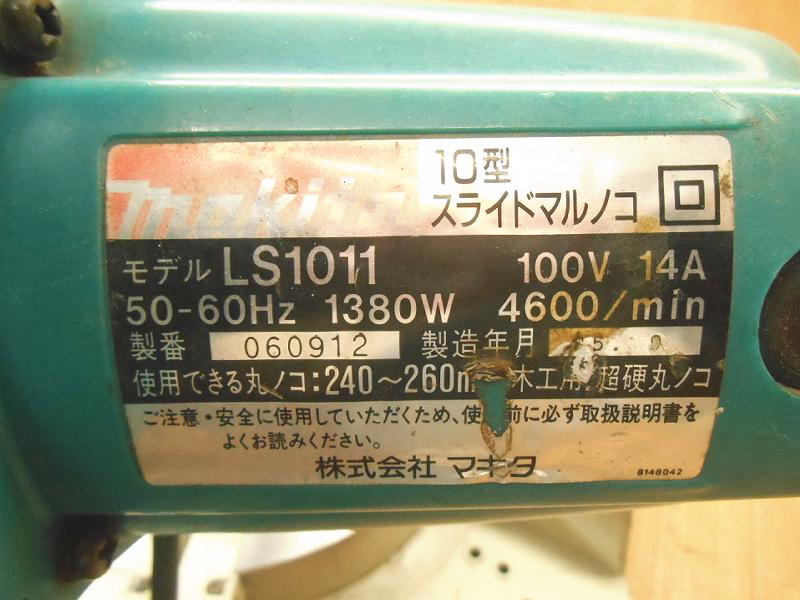 makita
10型
スライドマルノコ
モデル LS1011 100V 14A
50-60Hz 1380W 4600/min
製番 060912 製造年月 5. 9
使用できる丸ノコ:240~260m 木工用 超硬丸ノコ
ご注意・安全に使用していただくため、使 前に必ず取扱説明書を
よくお読みください。
株式会社 マキタ
8148042